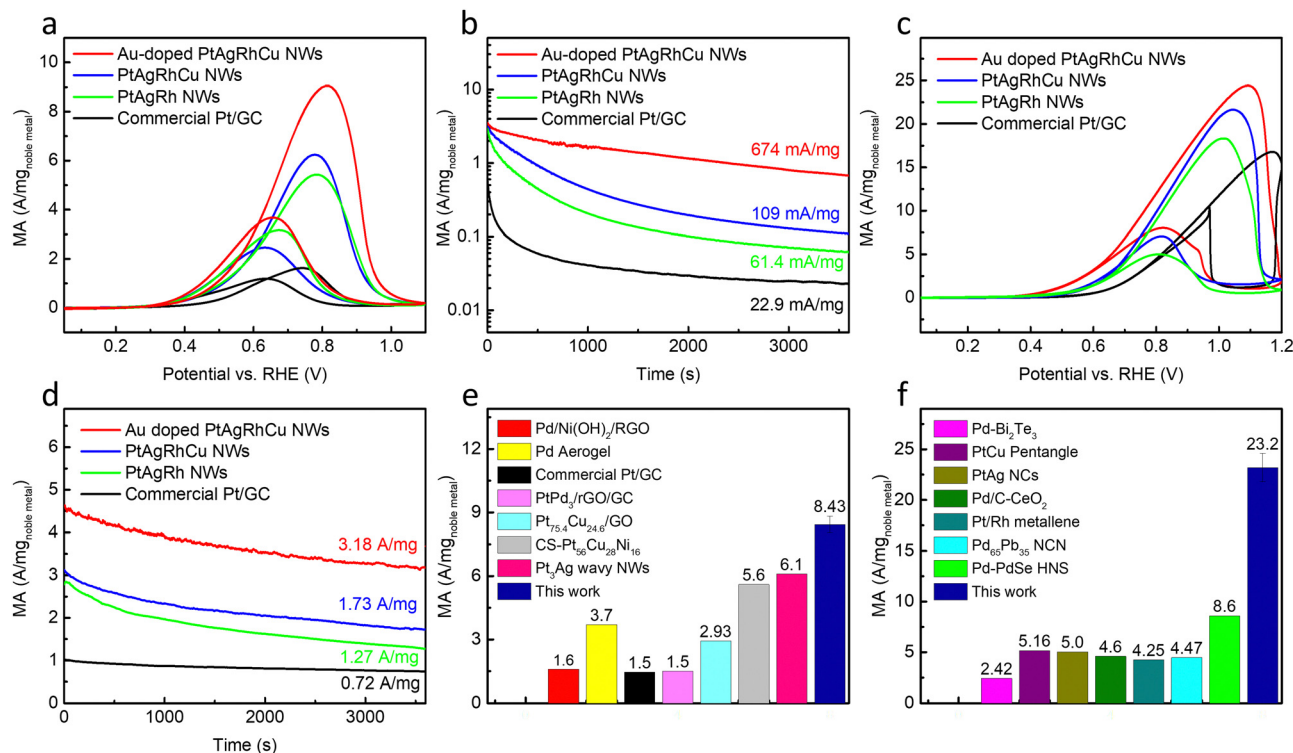 a
MA (A/mg noble metal)
10
8
6
4
2
0
Au-doped PtAgRhCu NWs
PtAgRhCu NWs
PtAgRh NWs
Commercial Pt/GC
0.2 0.4 0.6 0.8 1.0
Potential vs. RHE (V)
b
MA (A/mg noble metal)
10
1
0.1
0.01
Au-doped PtAgRhCu NWs
PtAgRhCu NWs
PtAgRh NWs
Commercial Pt/GC
674 mA/mg
109 mA/mg
61.4 mA/mg
22.9 mA/mg
0 1000 2000 3000
Time (s)
c
MA (A/mg noble metal)
25
20
15
10
5
0
Au doped PtAgRhCu NWs
PtAgRhCu NWs
PtAgRh NWs
Commercial Pt/GC
0.2 0.4 0.6 0.8 1.0 1.2
Potential vs. RHE (V)
d
MA (A/mg noble metal)
6
5
4
3
2
1
0
Au doped PtAgRhCu NWs
PtAgRhCu NWs
PtAgRh NWs
Commercial Pt/GC
3.18 A/mg
1.73 A/mg
1.27 A/mg
0.72 A/mg
0 1000 2000 3000
Time (s)
e
MA (A/mg noble metal)
12
9
6
3
0
Pd/Ni(OH)2/RGO
Pd Aerogel
Commercial Pt/GC
PtPd3/rGO/GC
Pt75.4Cu24.6/GO
CS-Pt56Cu28Ni16
Pt3Ag wavy NWs
This work
1.6
3.7
1.5
1.5
2.93
5.6
6.1
8.43
f
MA (A/mg noble metal)
25
20
15
10
5
0
Pd-Bi2Te3
PtCu Pentangle
PtAg NCs
Pd/C-CeO2
Pt/Rh metallene
Pd65Pb35 NCN
Pd-PdSe HNS
This work
2.42
5.16
5.0
4.6
4.25
4.47
8.6
23.2